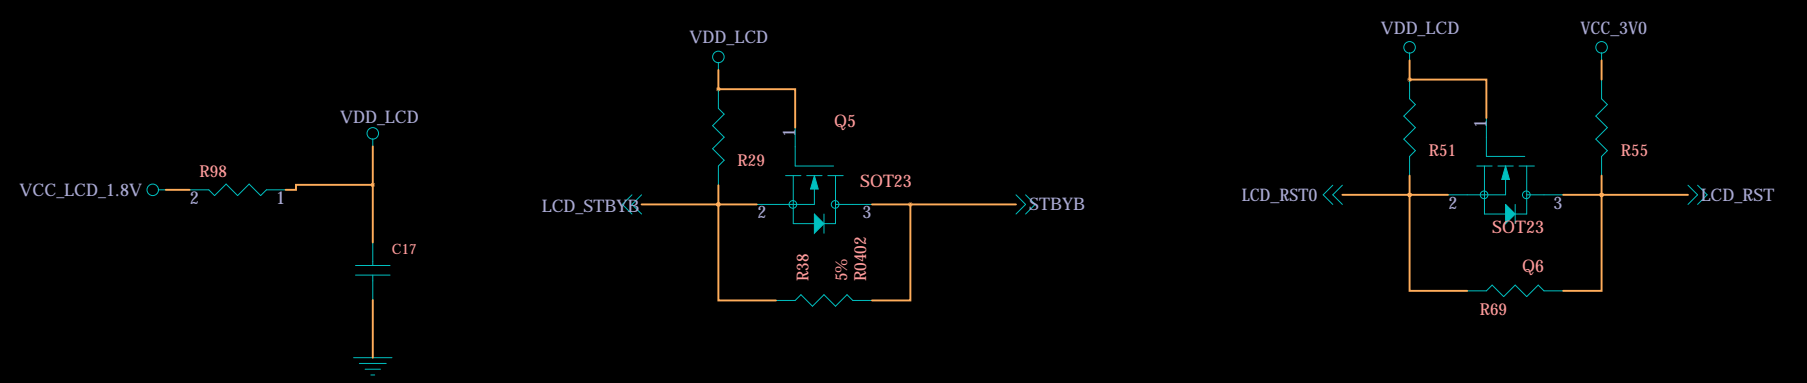 VCC_LCD_1.8V
2
R98
1
VDD_LCD
C17
VDD_LCD
1
Q5
R29
SOT23
LCD_STBYB
2
3
STBYB
R38
5%
R0402
VDD_LCD
VCC_3V0
1
R51
R55
LCD_RST0
2
3
LCD_RST
SOT23
Q6
R69